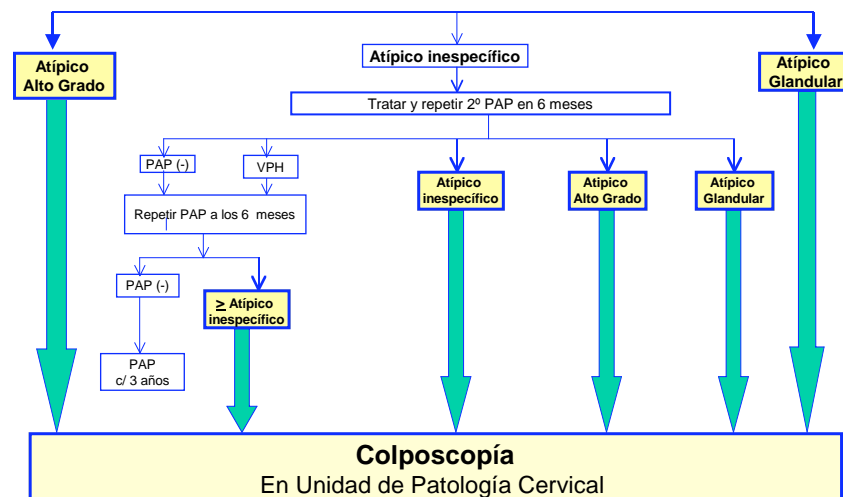 Atípico inespecífico
Atípico
Alto Grado
Atípico
Glandular
Tratar y repetir 2º PAP en 6 meses
PAP (-)
VPH
Atípico
inespecífico
Atipico
Alto Grado
Atípico
Glandular
Repetir PAP a los 6 meses
PAP (-)
≥ Atípico
inespecífico
PAP
c/ 3 años
Colposcopía
En Unidad de Patología Cervical